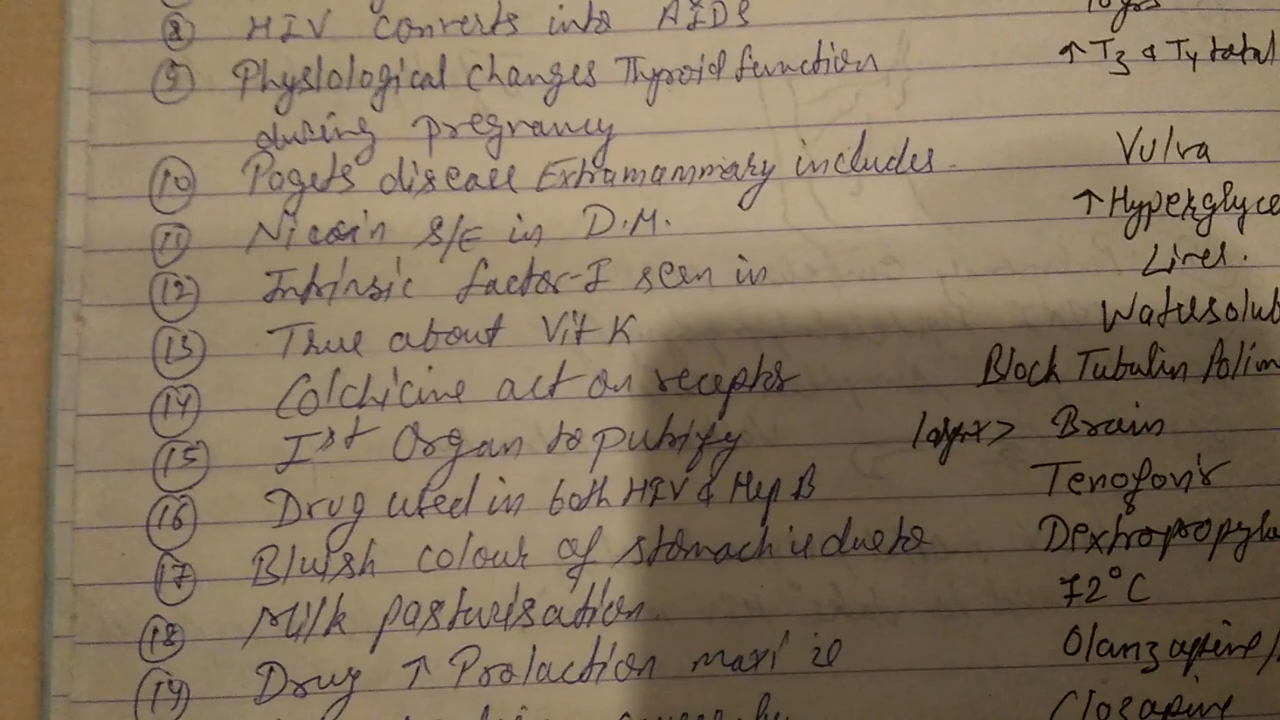 8 HIV converts into AIDS 10 yrs
9 Physiological changes Thyroid function ↑ T3 & T4 total
during pregnancy
10 Pagets disease Extramammary includes Vulva
11 Niacin S/E in D.M. ↑ Hyperglyce
12 Intrinsic factor-I seen in Liver.
13 True about Vit K Watersolub
14 Colchicine act on receptor Block Tubulin Polim
15 Ist Organ to putrify larynx > Brain
16 Drug used in both HIV & Hep B Tenofovir
17 Bluish colour of stomach is due to Dextropropyle
18 Milk pasturisation. 72°C
19 Drug ↑ Prolaction maxi is Olanzapine/
Clozapine